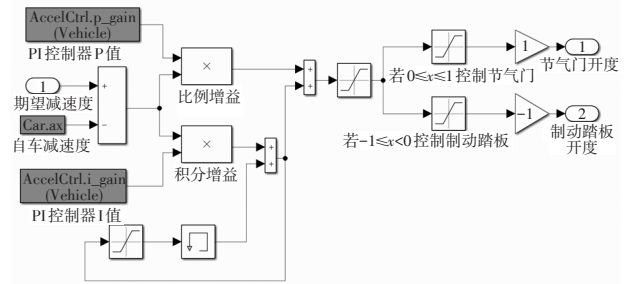 AccelCtrl.p_gain
(Vehicle)
PI控制器P值
1
期望减速度
Car.ax
自车减速度
+
−
×
比例增益
×
积分增益
AccelCtrl.i_gain
(Vehicle)
PI控制器I值
+
+
+
+
若0≤x≤1控制节气门
1
1
节气门开度
若−1≤x<0控制制动踏板
−1
2
制动踏板
开度